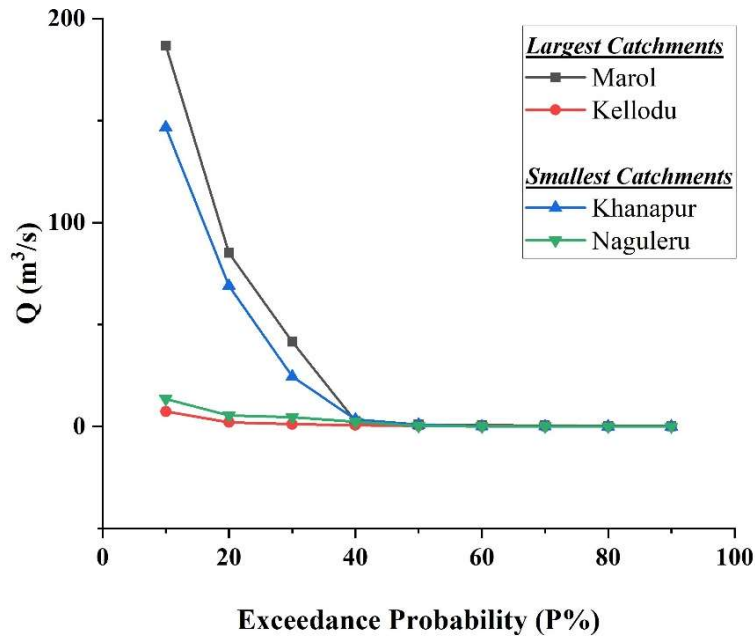 200
100
0
Q (m³/s)
Largest Catchments
Marol
Kellodu
Smallest Catchments
Khanapur
Naguleru
0 20 40 60 80 100
Exceedance Probability (P%)